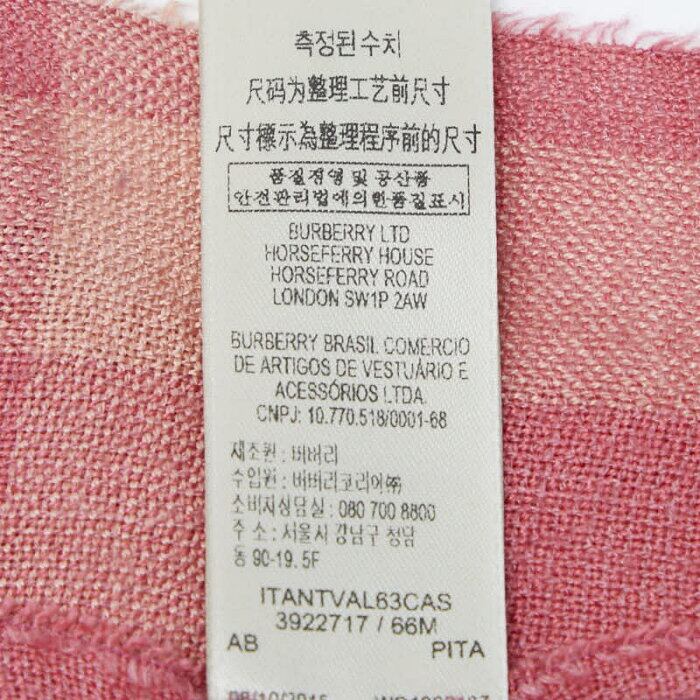 측정된 수치
尺码为整理工艺前尺寸
尺寸標示為整理程序前的尺寸
품질경영 및 공산품
안전관리법에의한품질표시
BURBERRY LTD
HORSEFERRY HOUSE
HORSEFERRY ROAD
LONDON SW1P 2AW
BURBERRY BRASIL COMERCIO
DE ARTIGOS DE VESTUÁRIO E
ACESSÓRIOS LTDA.
CNPJ: 10.770.518/0001-68
제조원 : 버버리
수입원 : 버버리코리아㈜
소비자상담실 : 080 700 8800
주 소 : 서울시 강남구 청담
동 90-19, 5F
ITANTVAL63CAS
3922717 / 66M
AB PITA